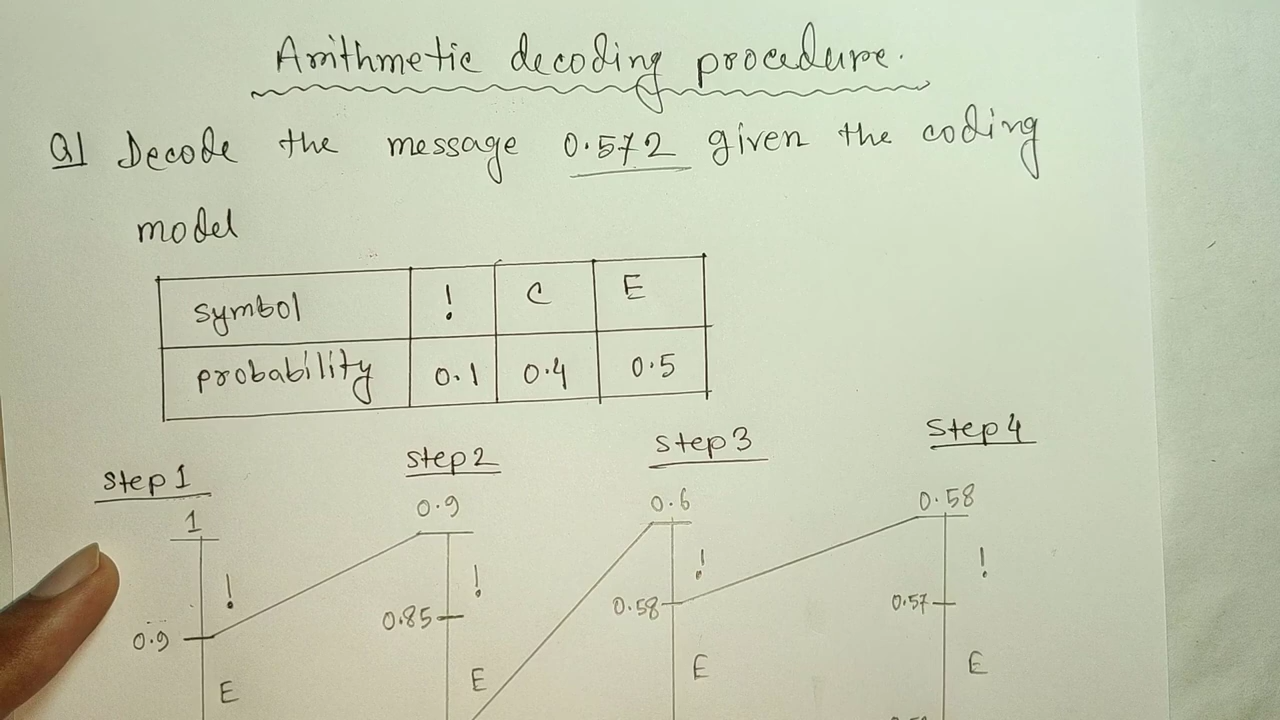 Arithmetic decoding procedure.
Q1 Decode the message 0.572 given the coding
model
symbol ! C E
probability 0.1 0.4 0.5
Step 1 Step 2 Step 3 Step 4
1 0.9 0.6 0.58
! ! ! !
0.9 0.85 0.58 0.57
E E E E